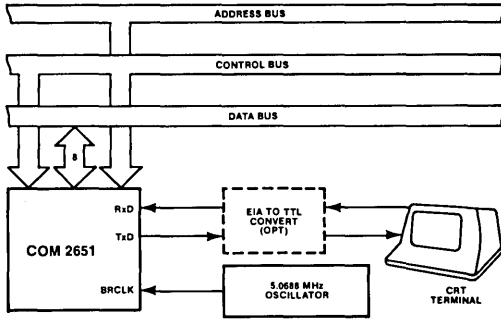 ADDRESS BUS
CONTROL BUS
DATA BUS
8
COM 2651
RxD
TxD
BRCLK
EIA TO TTL
CONVERT
(OPT)
5.0688 MHz
OSCILLATOR
CRT
TERMINAL